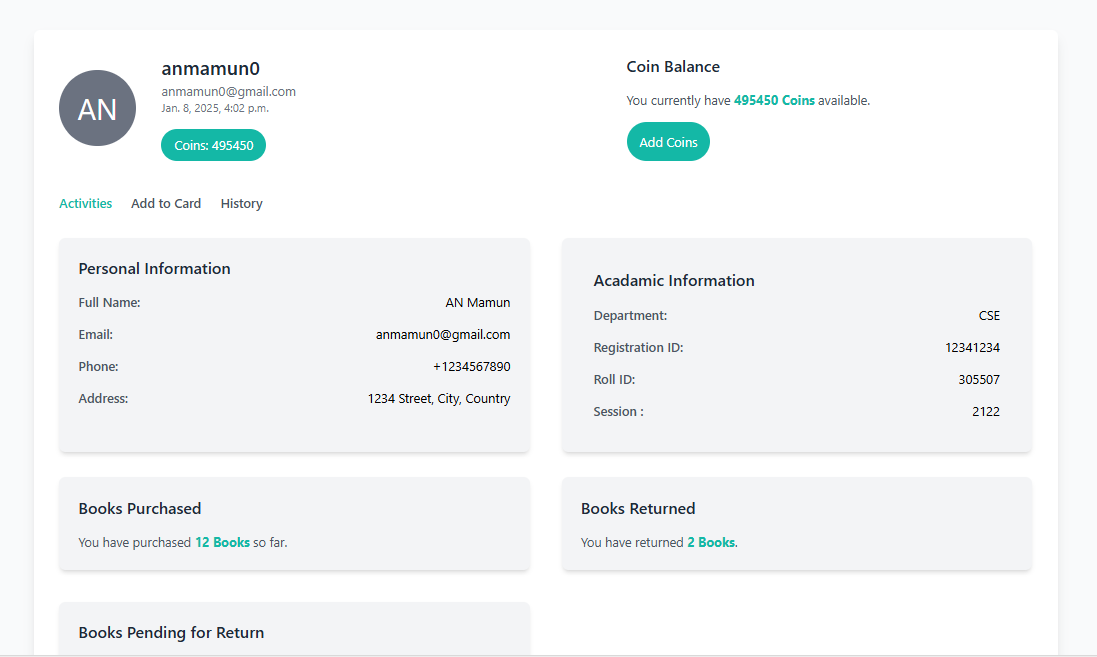 AN
anmamun0
anmamun0@gmail.com
Jan. 8, 2025, 4:02 p.m.
Coins: 495450
Coin Balance
You currently have 495450 Coins available.
Add Coins
Activities Add to Card History
Personal Information
Full Name: AN Mamun
Email: anmamun0@gmail.com
Phone: +1234567890
Address: 1234 Street, City, Country
Acadamic Information
Department: CSE
Registration ID: 12341234
Roll ID: 305507
Session : 2122
Books Purchased
You have purchased 12 Books so far.
Books Returned
You have returned 2 Books.
Books Pending for Return